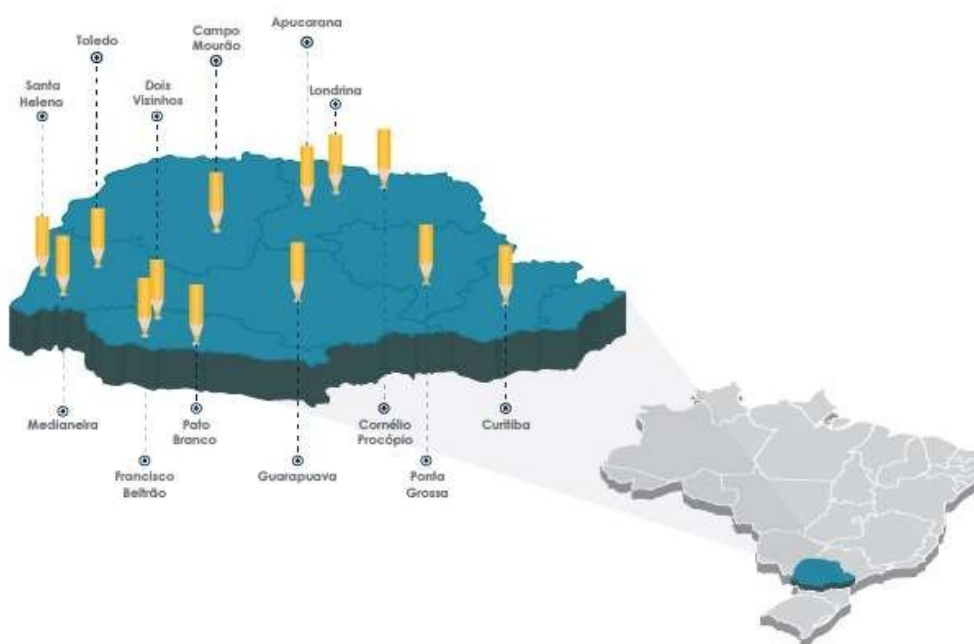 Apucarana
Campo
Mourão
Toledo
Dois
Vizinhos
Londrina
Santa
Helena
Medianeira
Pato
Branco
Cornélio
Procópio
Curitiba
Francisco
Beltrão
Guarapuava
Ponta
Grossa